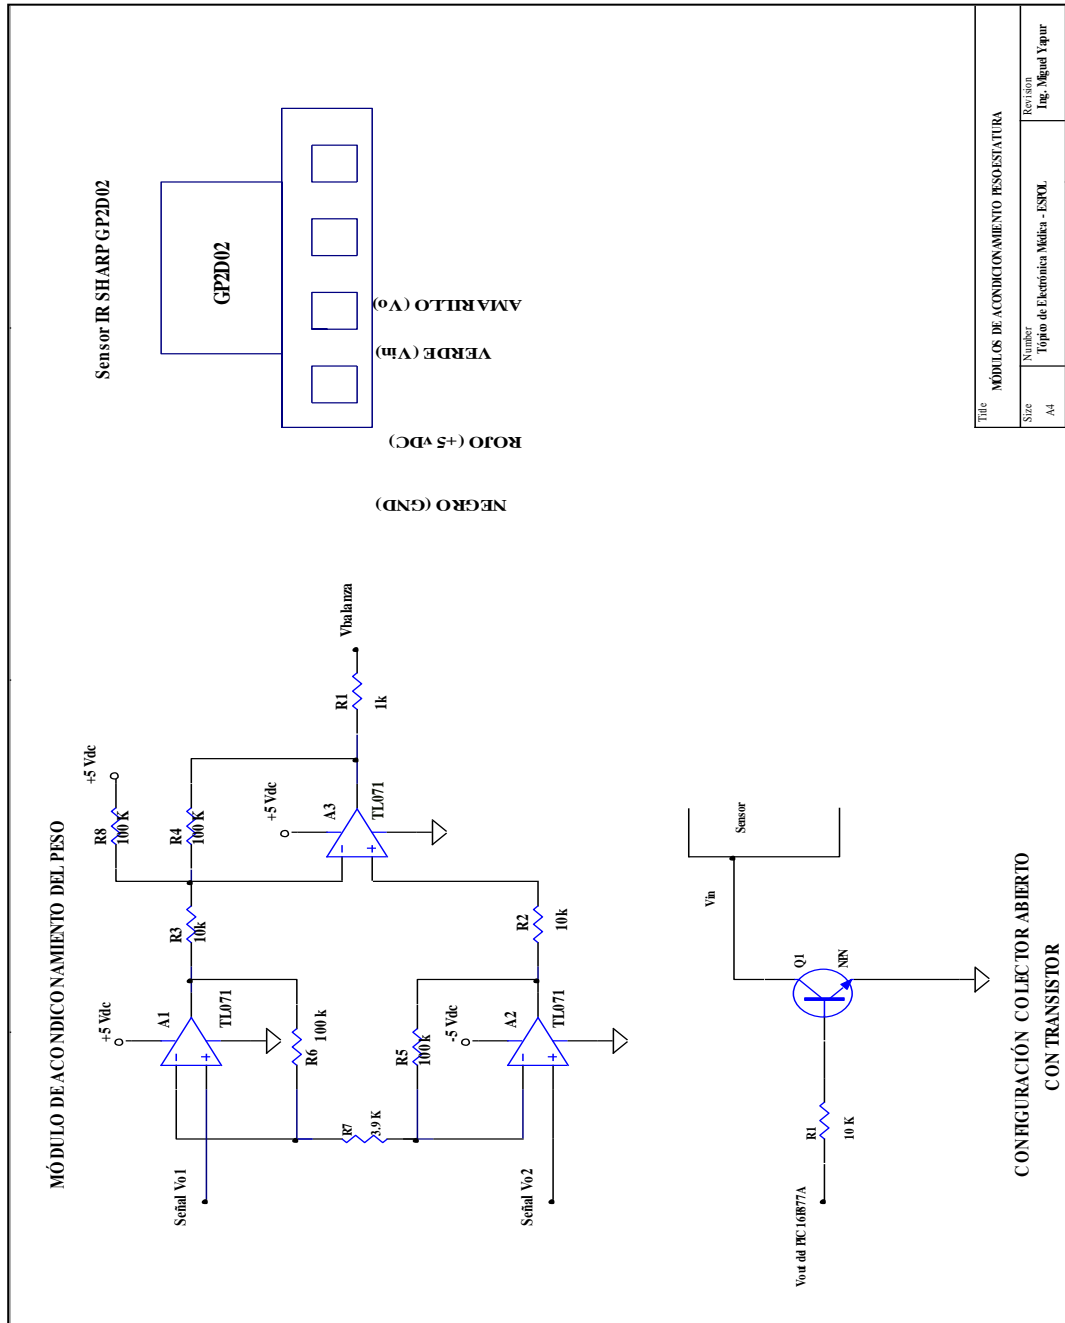 MÓDULO DE ACONDICONAMIENTO DEL PESO
Señal Vo1
+5 Vdc
A1
TL071
R6
100 k
R7
3.9 K
R5
100k
-5 Vdc
A2
TL071
Señal Vo2
R3
10k
R8
100 K
+5 Vdc
R4
100 K
+5 Vdc
A3
TL071
R2
10k
R1
1k
Vbalanza
Sensor IR SHARP GP2D02
GP2D02
AMARILLO (Vo)
VERDE (Vin)
ROJO (+5 vDC)
NEGRO (GND)
Vout del PIC 16F877A
R1
10 K
Q1
NPN
Vin
Sensor
CONFIGURACIÓN COLECTOR ABIERTO
CON TRANSISTOR
Title
MÓDULOS DE ACONDICIONAMIENTO PESO-ESTATURA
Size
A4
Number
Tópico de Electrónica Médica - ESPOL
Revision
Ing. Miguel Yapur